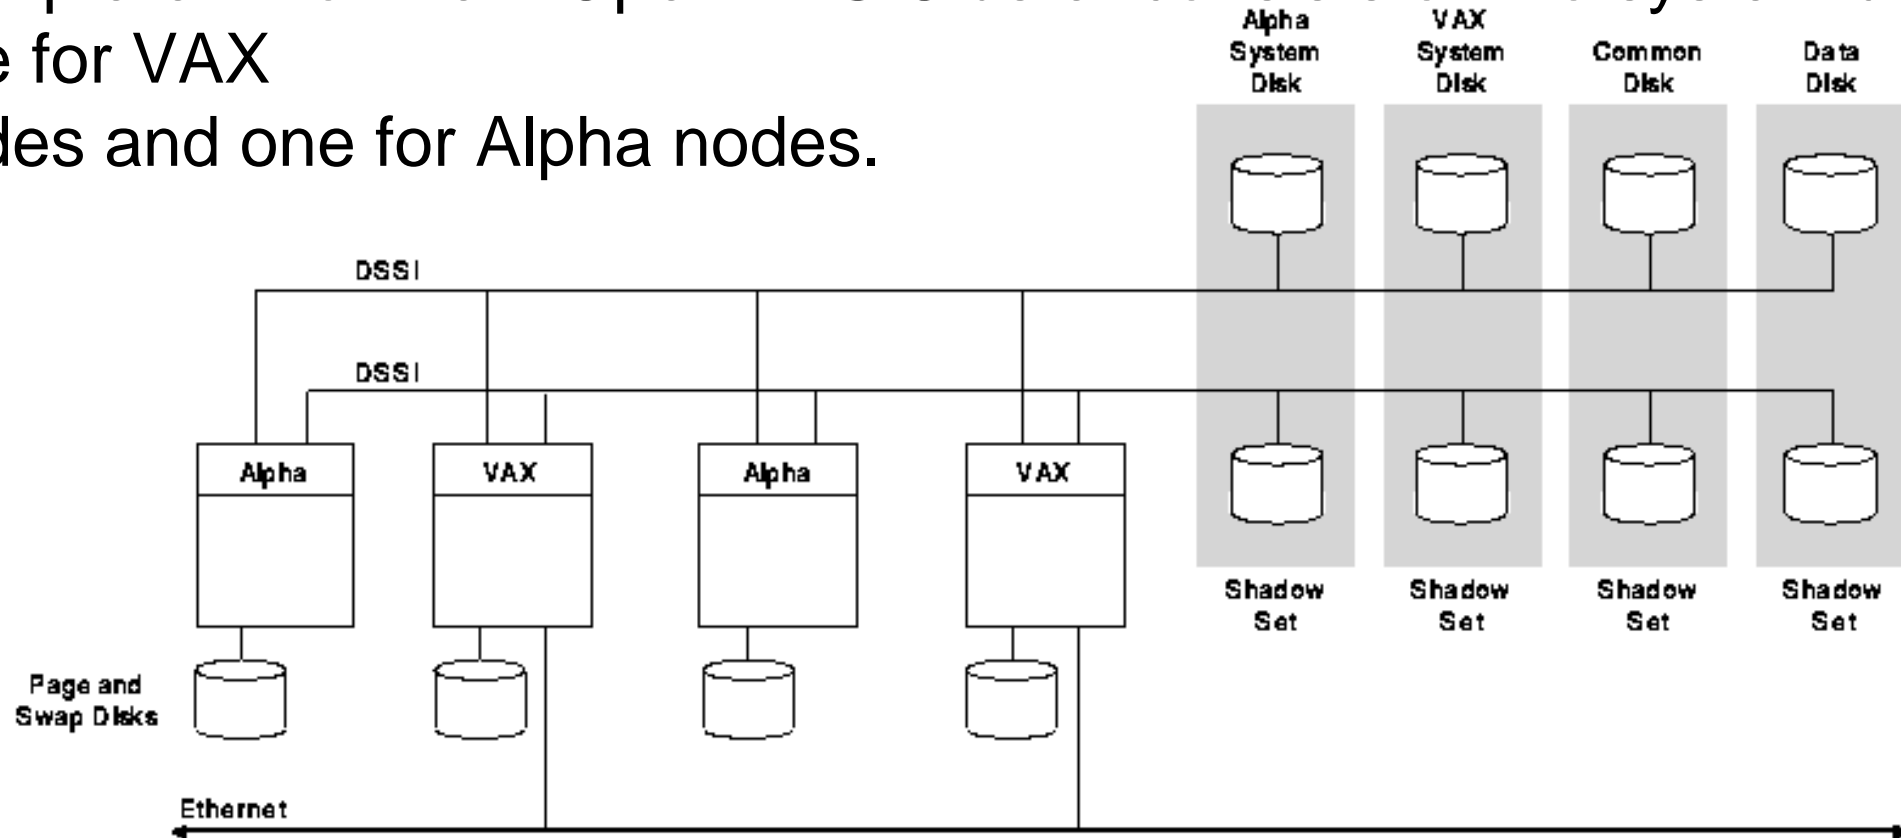 e for VAX
des and one for Alpha nodes.
Alpha
System
Disk
VAX
System
Disk
Common
Disk
Data
Disk
DSSI
DSSI
Alpha
VAX
Alpha
VAX
Shadow
Set
Shadow
Set
Shadow
Set
Shadow
Set
Page and
Swap Disks
Ethernet